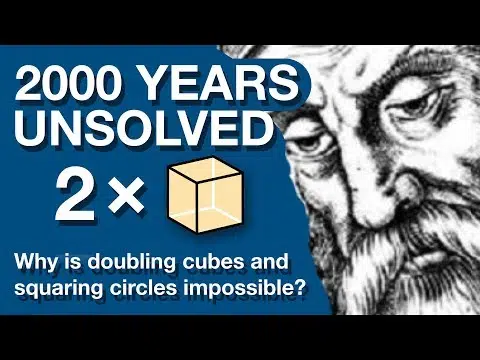 2000 YEARS
UNSOLVED
2×
Why is doubling cubes and
squaring circles impossible?